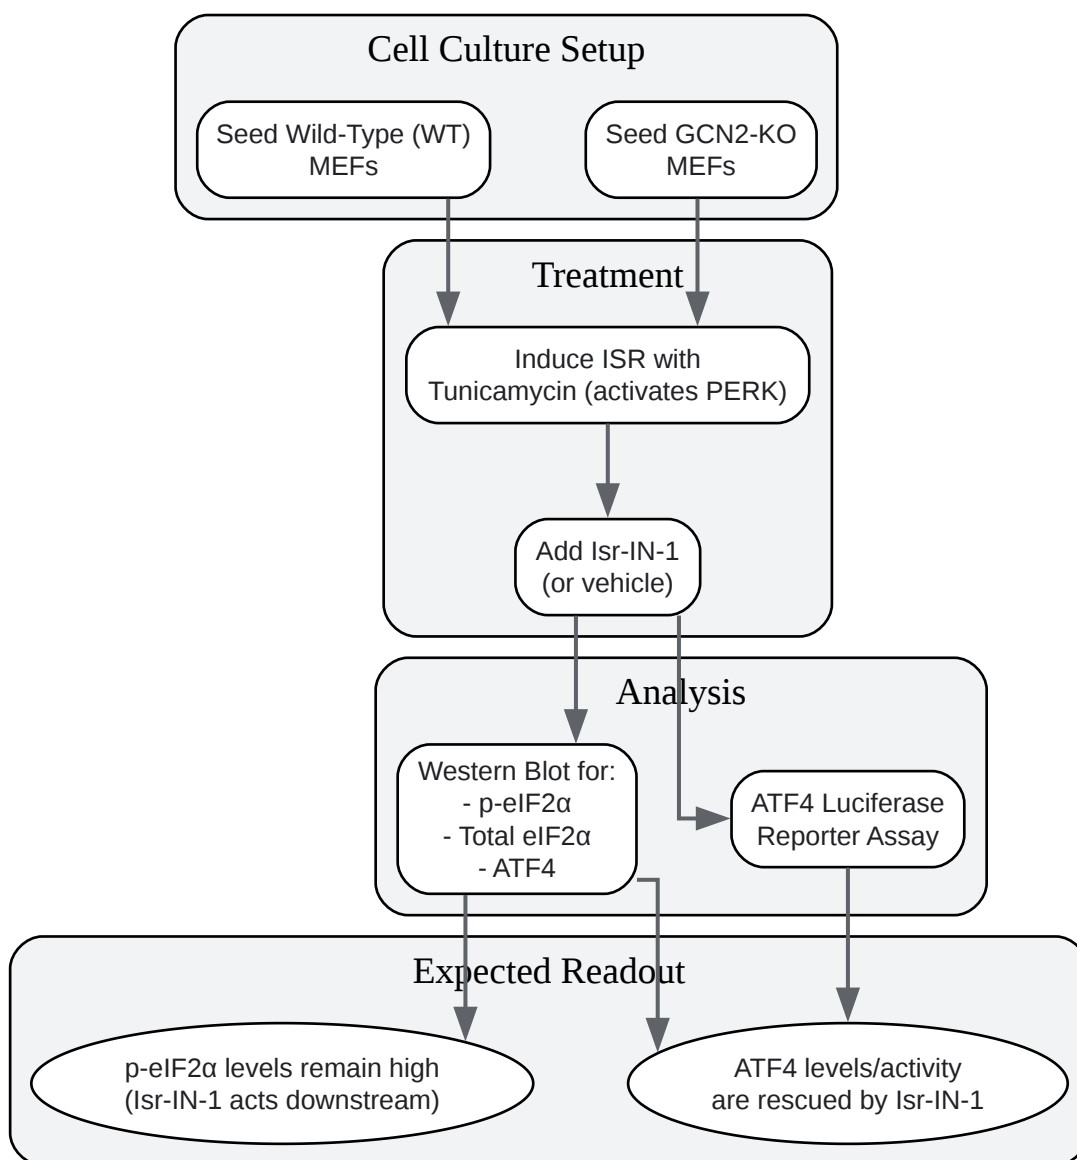 Cell Culture Setup
Seed Wild-Type (WT)
MEFs
Seed GCN2-KO
MEFs
Treatment
Induce ISR with
Tunicamycin (activates PERK)
Add Isr-IN-1
(or vehicle)
Analysis
Western Blot for:
- p-eIF2α
- Total eIF2α
- ATF4
ATF4 Luciferase
Reporter Assay
Expected Readout
p-eIF2α levels remain high
(Isr-IN-1 acts downstream)
ATF4 levels/activity
are rescued by Isr-IN-1